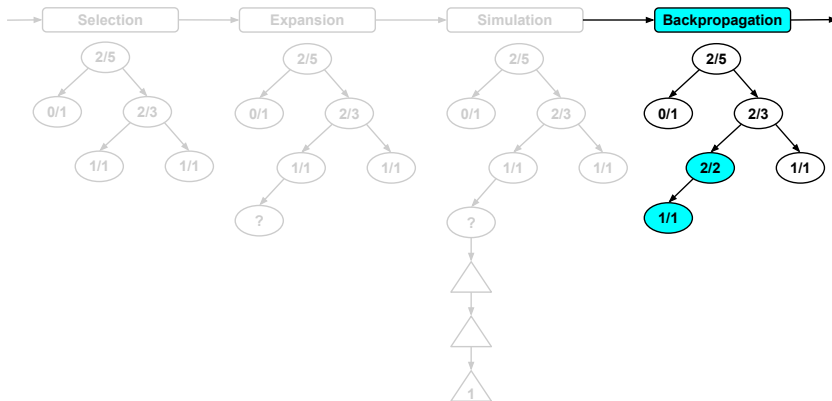 Selection Expansion Simulation Backpropagation
2/5 2/5 2/5 2/5
0/1 2/3 0/1 2/3 0/1 2/3 0/1 2/3
1/1 1/1 1/1 1/1 1/1 1/1 2/2 1/1
? ? 1/1
1